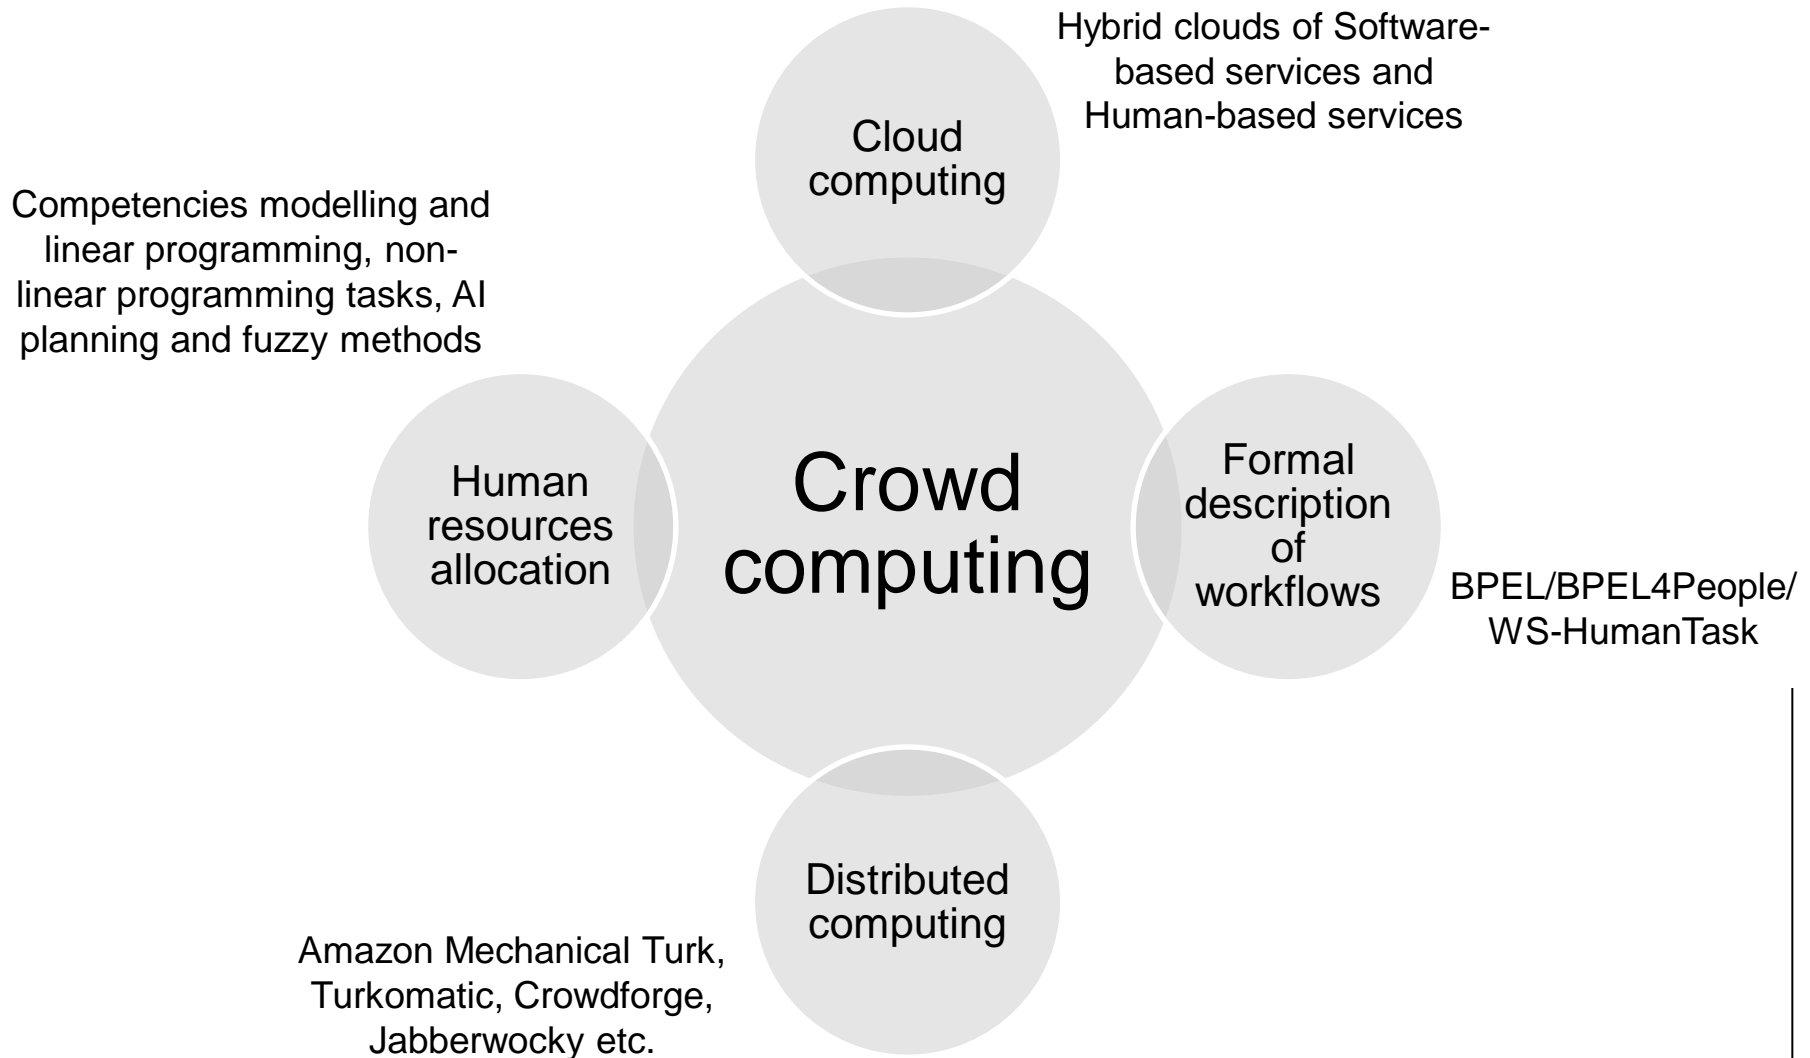 Hybrid clouds of Software-
based services and
Human-based services
Cloud
computing
Competencies modelling and
linear programming, non-
linear programming tasks, AI
planning and fuzzy methods
Human
resources
allocation
Crowd
computing
Formal
description
of
workflows
BPEL/BPEL4People/
WS-HumanTask
Distributed
computing
Amazon Mechanical Turk,
Turkomatic, Crowdforge,
Jabberwocky etc.